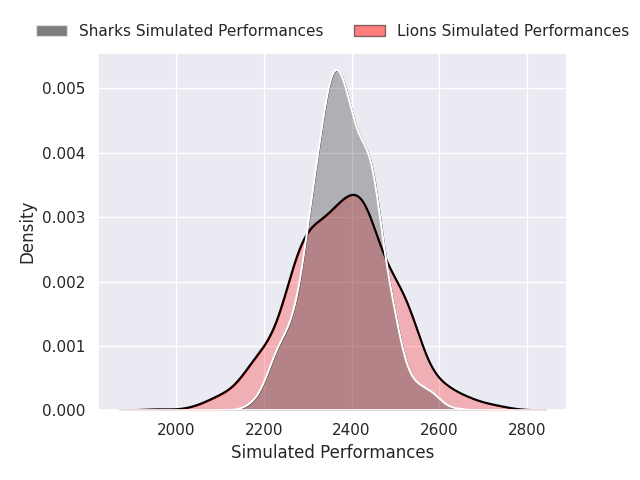 Sharks Simulated Performances Lions Simulated Performances
0.005
0.004
0.003
0.002
0.001
0.000
Density
2000 2200 2400 2600 2800
Simulated Performances